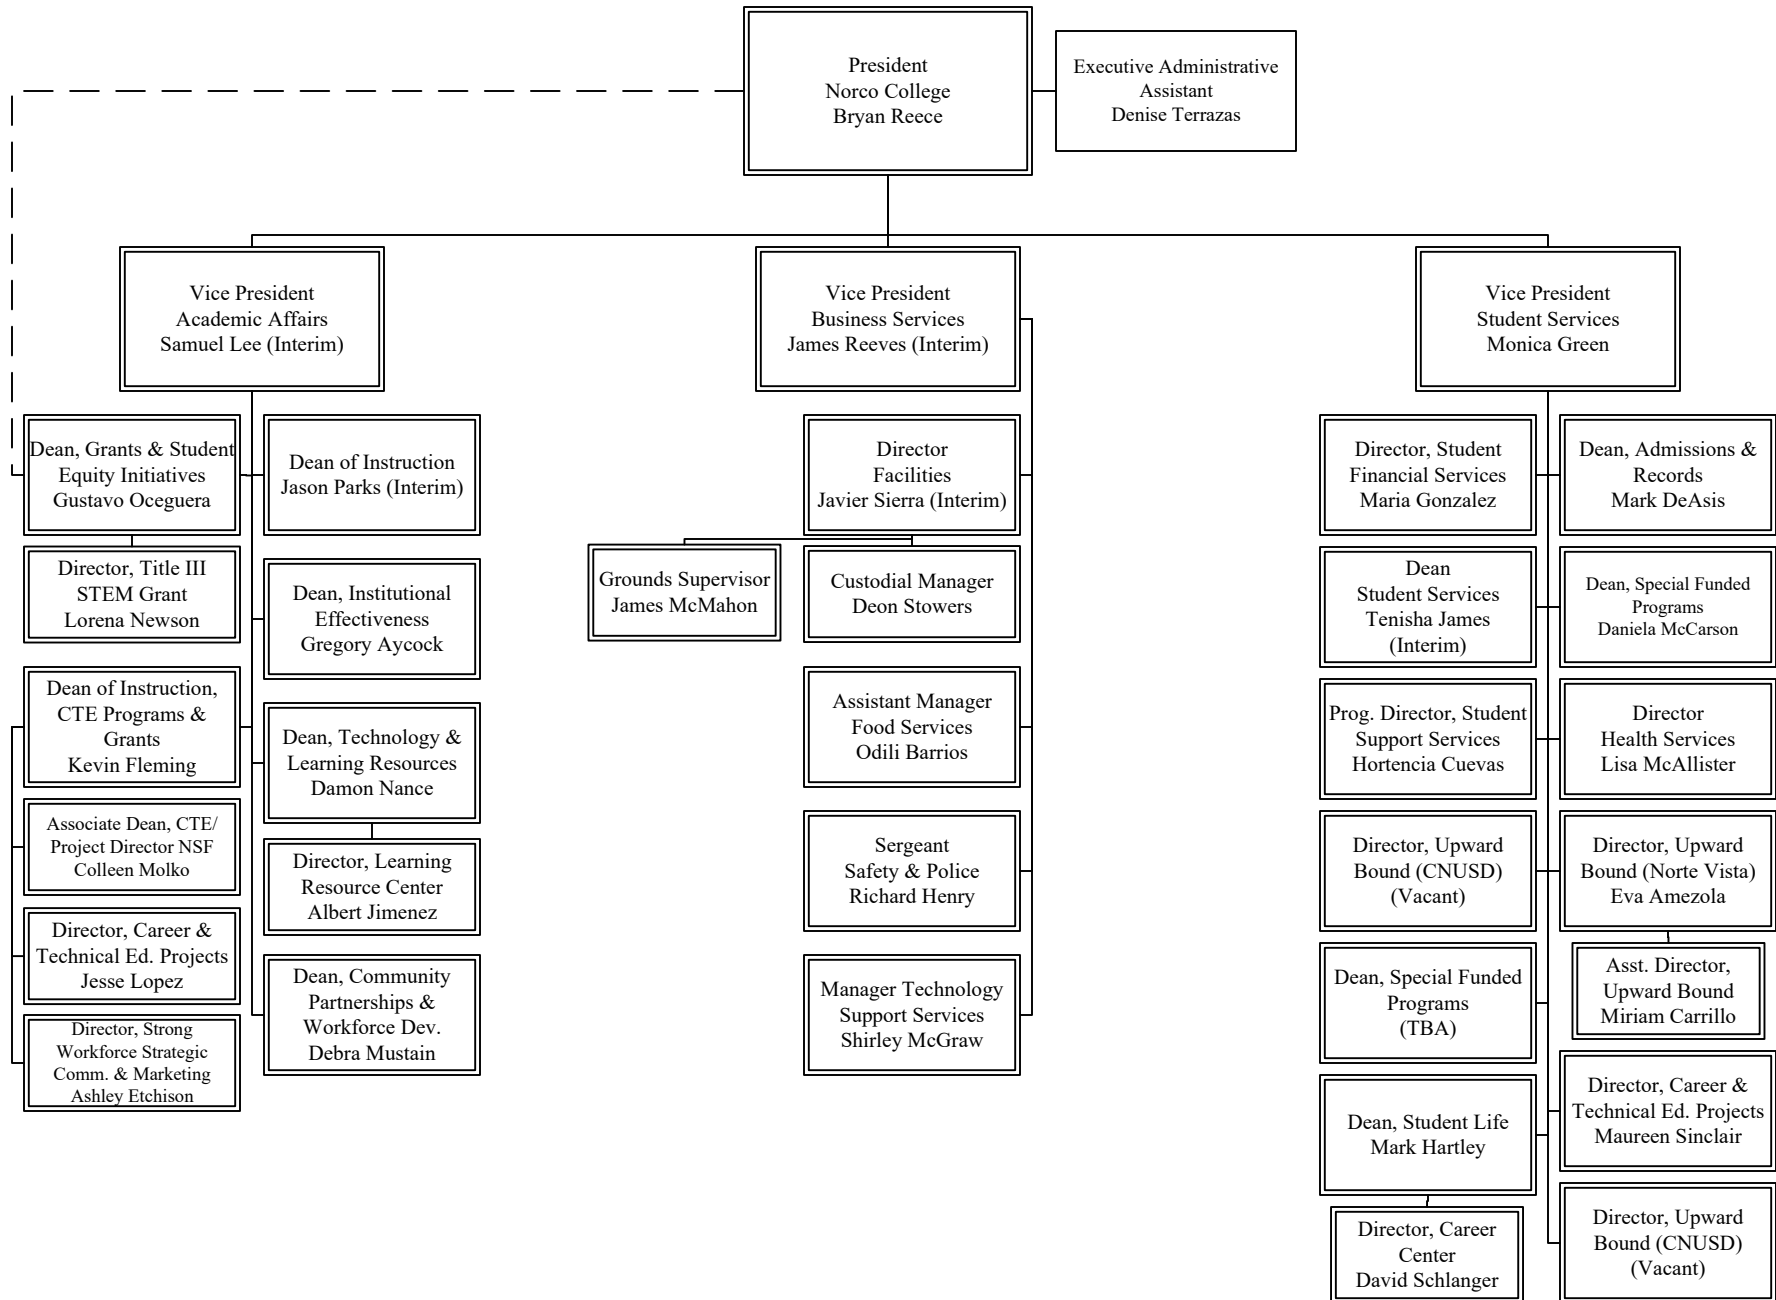 President
Norco College
Bryan Reece
Executive Administrative
Assistant
Denise Terrazas
Vice President
Academic Affairs
Samuel Lee (Interim)
Vice President
Business Services
James Reeves (Interim)
Vice President
Student Services
Monica Green
Dean, Grants & Student
Equity Initiatives
Gustavo Oceguera
Dean of Instruction
Jason Parks (Interim)
Director, Title III
STEM Grant
Lorena Newson
Dean, Institutional
Effectiveness
Gregory Aycock
Dean of Instruction,
CTE Programs &
Grants
Kevin Fleming
Dean, Technology &
Learning Resources
Damon Nance
Associate Dean, CTE/
Project Director NSF
Colleen Molko
Director, Learning
Resource Center
Albert Jimenez
Director, Career &
Technical Ed. Projects
Jesse Lopez
Dean, Community
Partnerships &
Workforce Dev.
Debra Mustain
Director, Strong
Workforce Strategic
Comm. & Marketing
Ashley Etchison
Director
Facilities
Javier Sierra (Interim)
Grounds Supervisor
James McMahon
Custodial Manager
Deon Stowers
Assistant Manager
Food Services
Odili Barrios
Sergeant
Safety & Police
Richard Henry
Manager Technology
Support Services
Shirley McGraw
Director, Student
Financial Services
Maria Gonzalez
Dean, Admissions &
Records
Mark DeAsis
Dean
Student Services
Tenisha James
(Interim)
Dean, Special Funded
Programs
Daniela McCarson
Prog. Director, Student
Support Services
Hortencia Cuevas
Director
Health Services
Lisa McAllister
Director, Upward
Bound (CNUSD)
(Vacant)
Director, Upward
Bound (Norte Vista)
Eva Amezola
Dean, Special Funded
Programs
(TBA)
Asst. Director,
Upward Bound
Miriam Carrillo
Dean, Student Life
Mark Hartley
Director, Career &
Technical Ed. Projects
Maureen Sinclair
Director, Career
Center
David Schlanger
Director, Upward
Bound (CNUSD)
(Vacant)